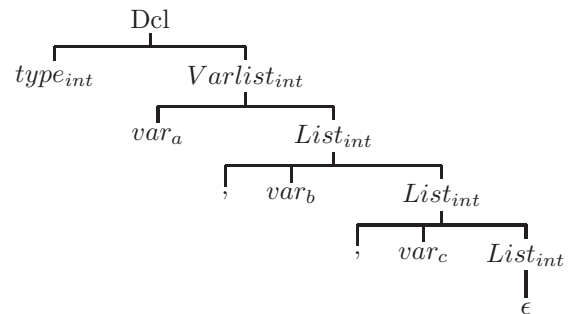 Dcl
type_int Varlist_int
var_a List_int
, var_b List_int
, var_c List_int
ϵ